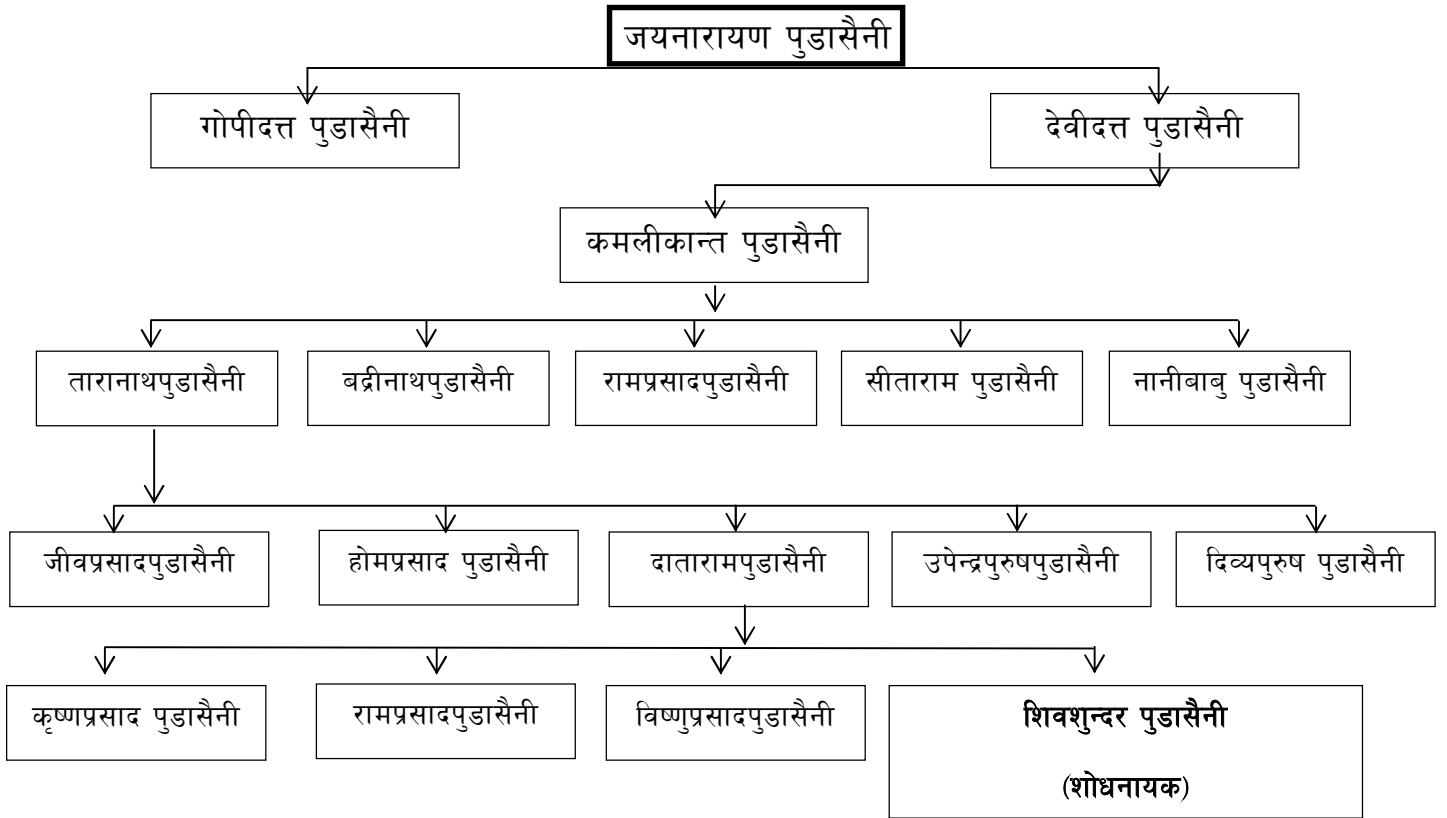 जयनारायण पुडासैनी
गोपीदत्त पुडासैनी
देवीदत्त पुडासैनी
कमलीकान्त पुडासैनी
तारानाथपुडासैनी
बद्रीनाथपुडासैनी
रामप्रसादपुडासैनी
सीताराम पुडासैनी
नानीबाबु पुडासैनी
जीवप्रसादपुडासैनी
होमप्रसाद पुडासैनी
दातारामपुडासैनी
उपेन्द्रपुरुषपुडासैनी
दिव्यपुरुष पुडासैनी
कृष्णप्रसाद पुडासैनी
रामप्रसादपुडासैनी
विष्णुप्रसादपुडासैनी
शिवशुन्दर पुडासैनी
(शोधनायक)